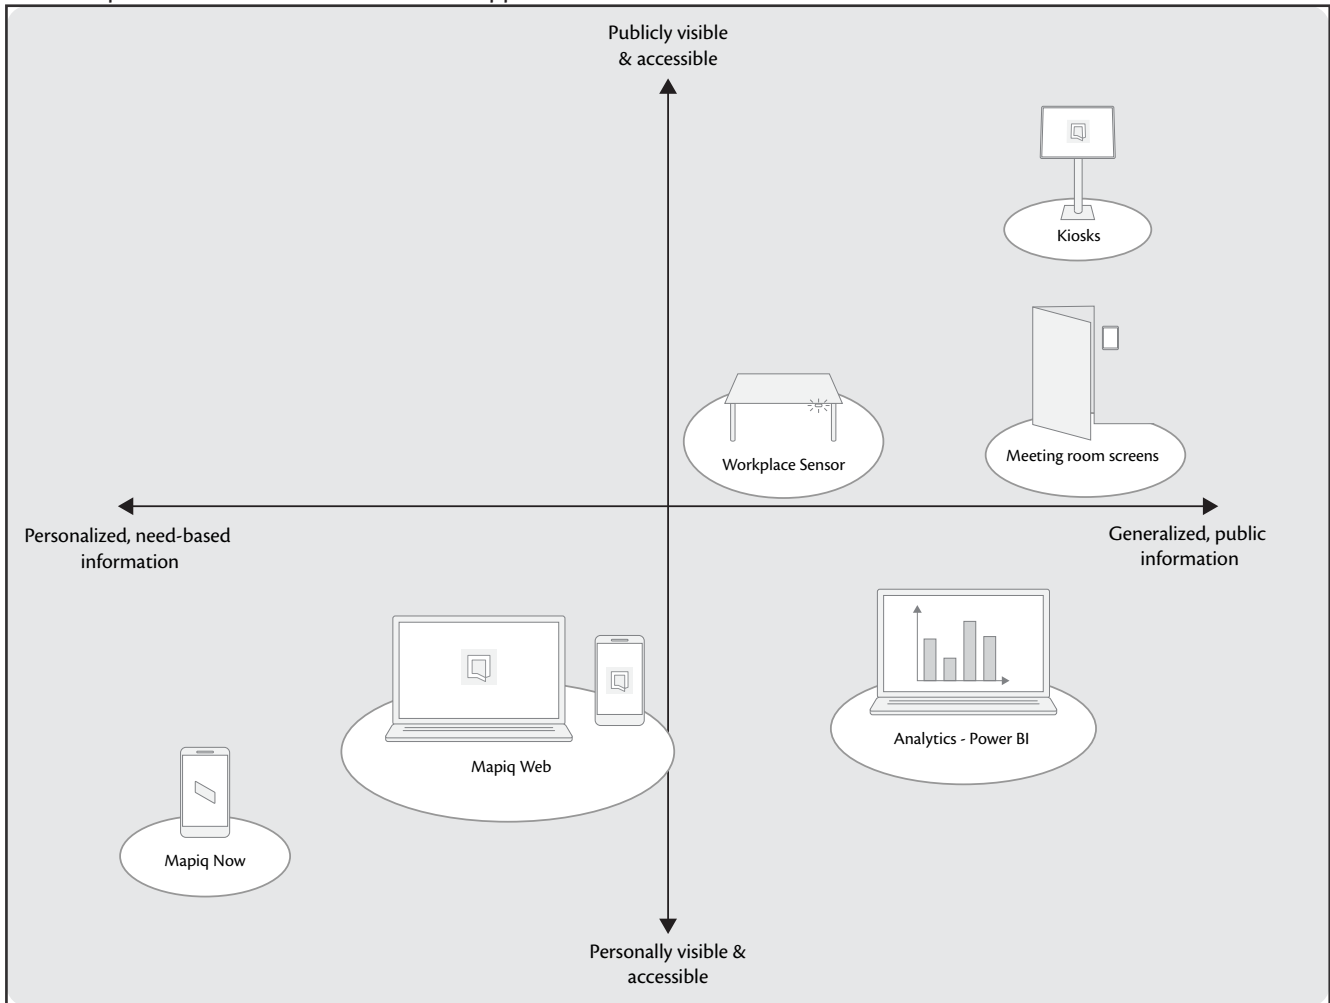 Publicly visible
& accessible
Kiosks
Meeting room screens
Workplace Sensor
Personalized, need-based
information
Generalized, public
information
Analytics - Power BI
Mapiq Web
Mapiq Now
Personally visible &
accessible